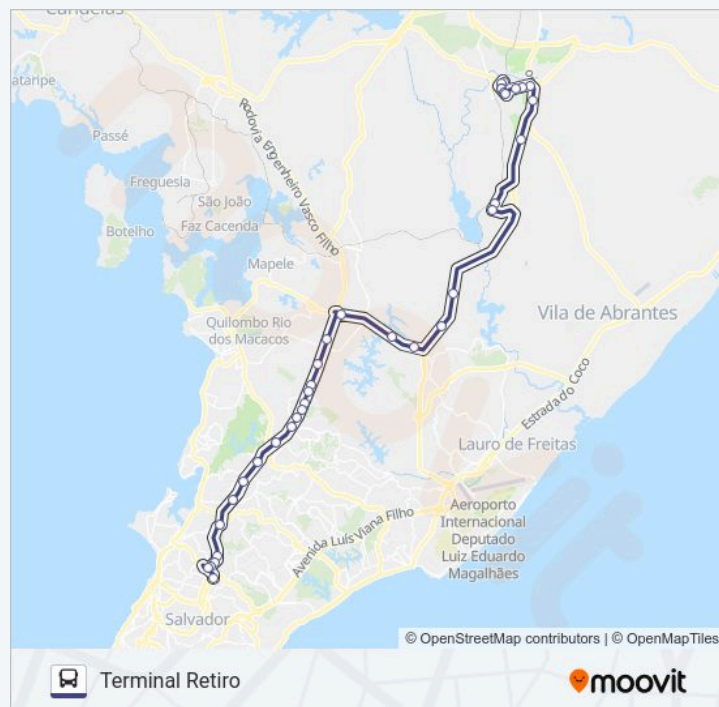 Candeias
ataripe
Passé
Freguesia
São João
Faz Cacenda
Botelho
Mapele
Rodovia Engenheiro Vasco Filho
Quilombo Rio
dos Macacos
Vila de Abrantes
Estrada do Coco
Lauro de Freitas
Aeroporto
Internacional
Deputado
Luiz Eduardo
Magalhães
Avenida Luís Viana Filho
Salvador
© OpenStreetMap contributors | © OpenMapTiles
Terminal Retiro
moovit